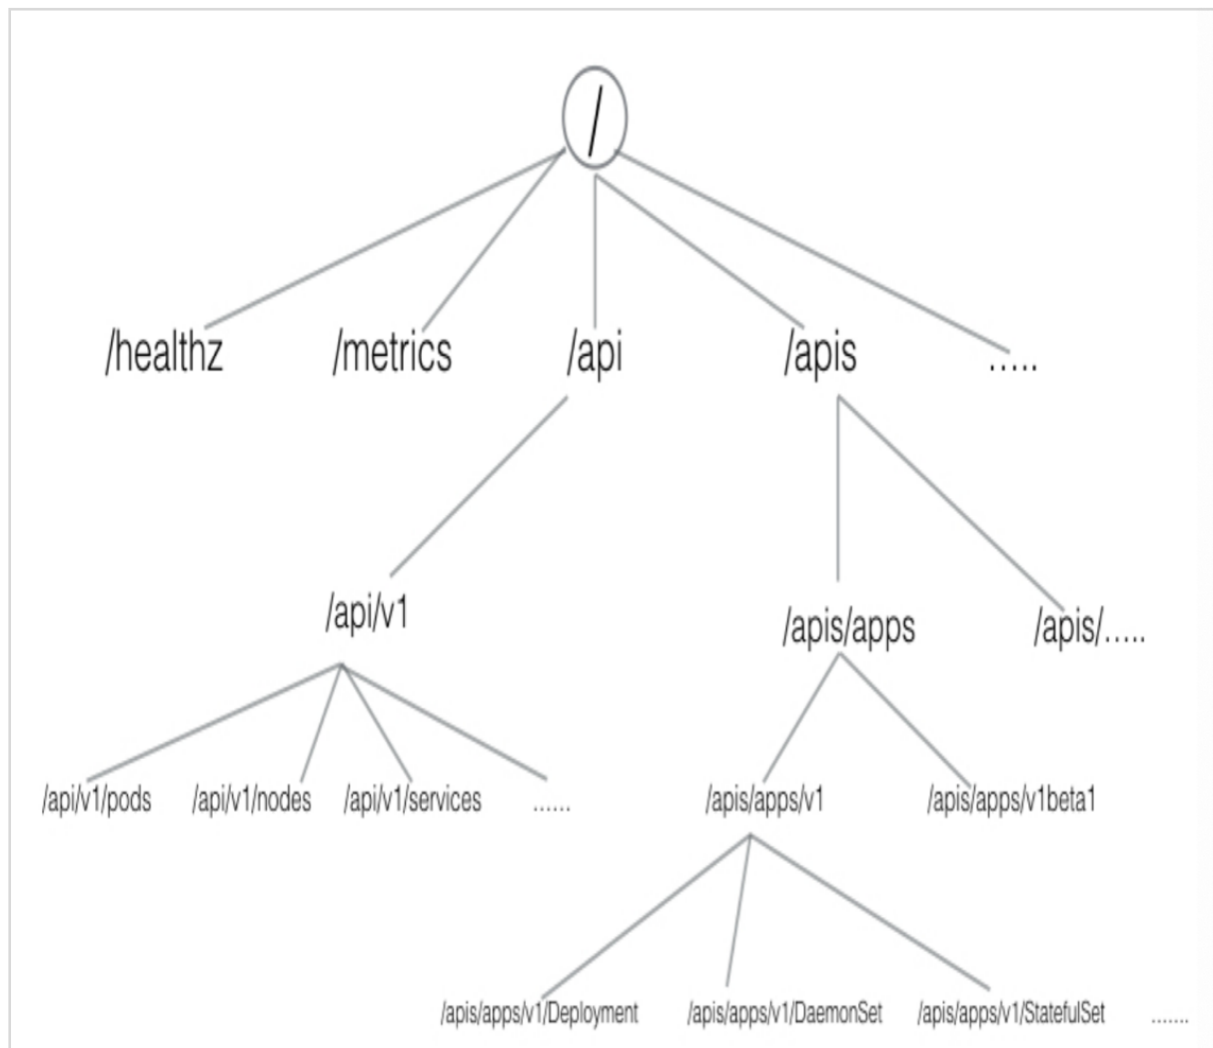 /
/healthz /metrics /api /apis .....
/api/v1 /apis/apps /apis/.....
/api/v1/pods /api/v1/nodes /api/v1/services ...... /apis/apps/v1 /apis/apps/v1beta1
/apis/apps/v1/Deployment /apis/apps/v1/DaemonSet /apis/apps/v1/StatefulSet .......